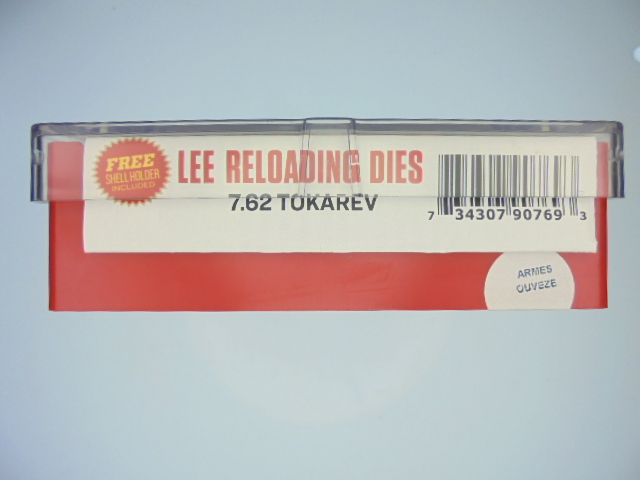 FREE
SHELL HOLDER
INCLUDED
LEE RELOADING DIES
7.62 TOKAREV
7 34307 90769 3
ARMES
OUVEZE